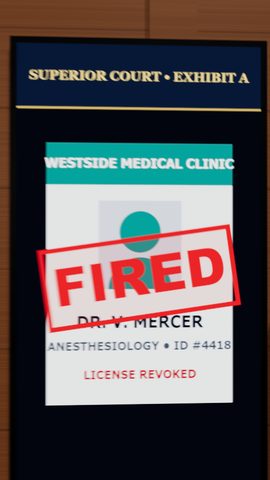 SUPERIOR COURT • EXHIBIT A
WESTSIDE MEDICAL CLINIC
FIRED
DR. V. MERCER
ANESTHESIOLOGY • ID #4418
LICENSE REVOKED